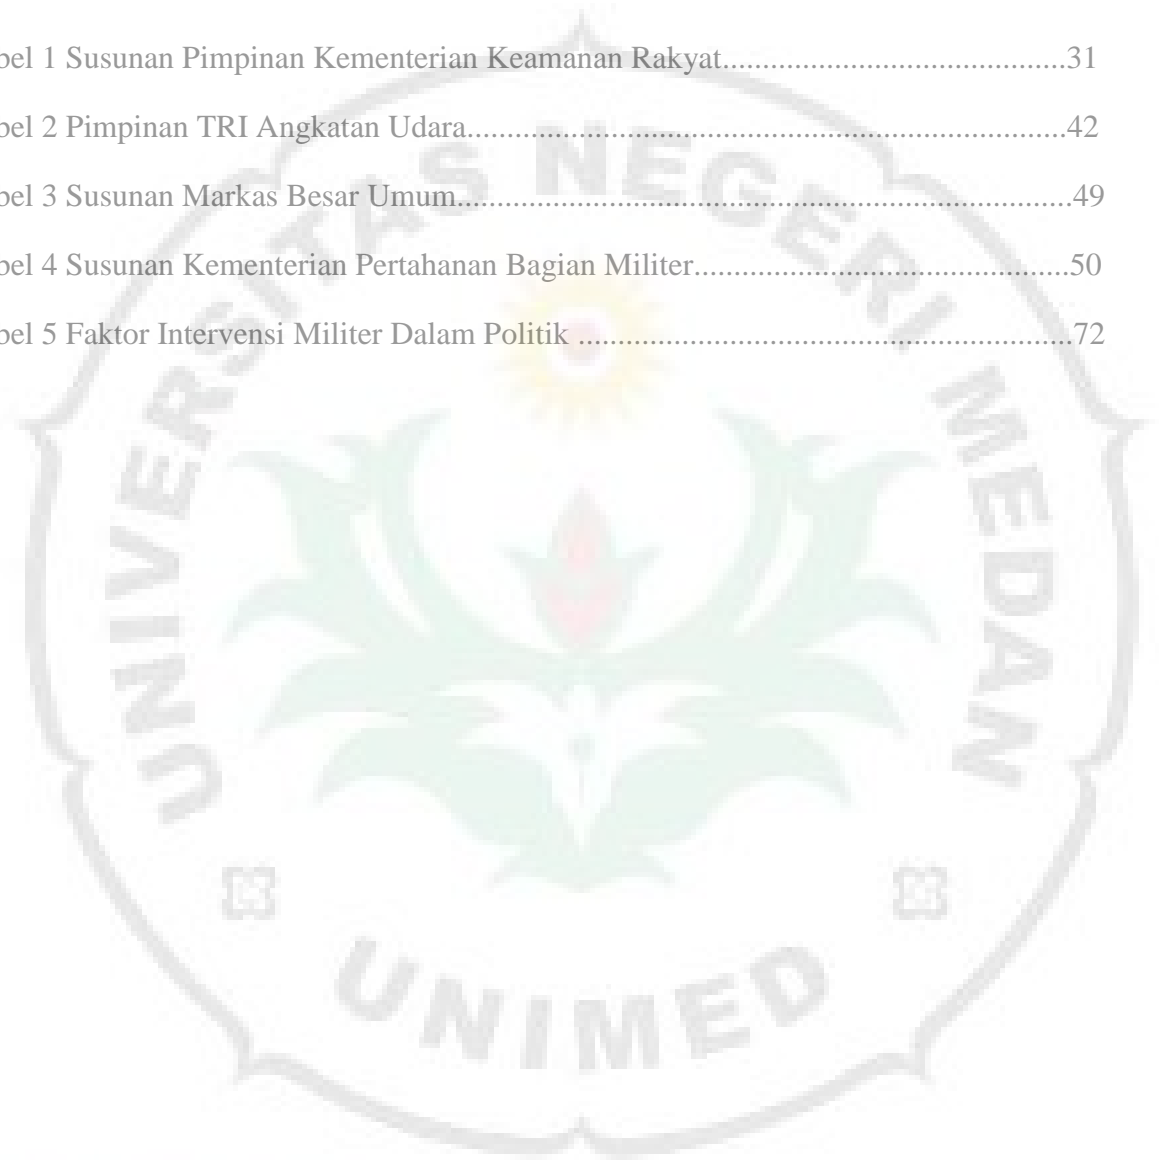 bel 1 Susunan Pimpinan Kementerian Keamanan Rakyat...........................................31
bel 2 Pimpinan TRI Angkatan Udara...........................................................................42
bel 3 Susunan Markas Besar Umum.............................................................................49
bel 4 Susunan Kementerian Pertahanan Bagian Militer...............................................50
bel 5 Faktor Intervensi Militer Dalam Politik ..............................................................72
UNIVERSITAS NEGERI MEDAN
UNIMED